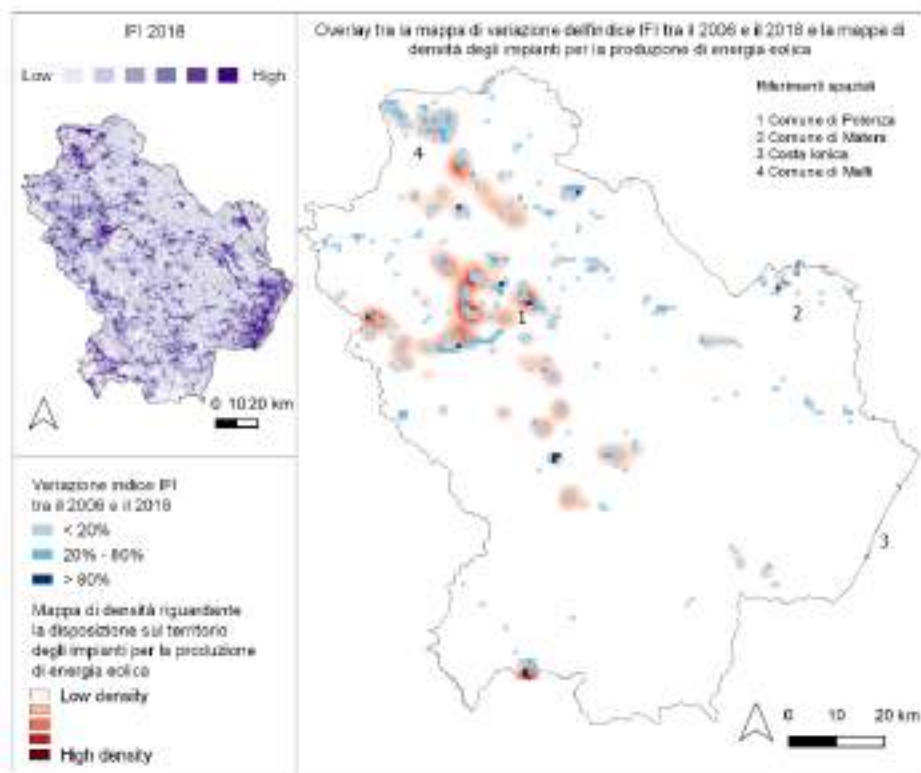 IFI 2018
Low High
0 10 20 km
Variazione indice IFI
tra il 2006 e il 2018
< 20%
20% - 80%
> 80%
Mappa di densità riguardante
la disposizione sul territorio
degli impianti per la produzione
di energia eolica
Low density
High density
Overlay tra la mappa di variazione dell'indice IFI tra il 2006 e il 2018 e la mappa di
densità degli impianti per la produzione di energia eolica
Riferimenti spaziali
1 Comune di Potenza
2 Comune di Matera
3 Costa Ionica
4 Comune di Melfi
4
1
2
3
0 10 20 km